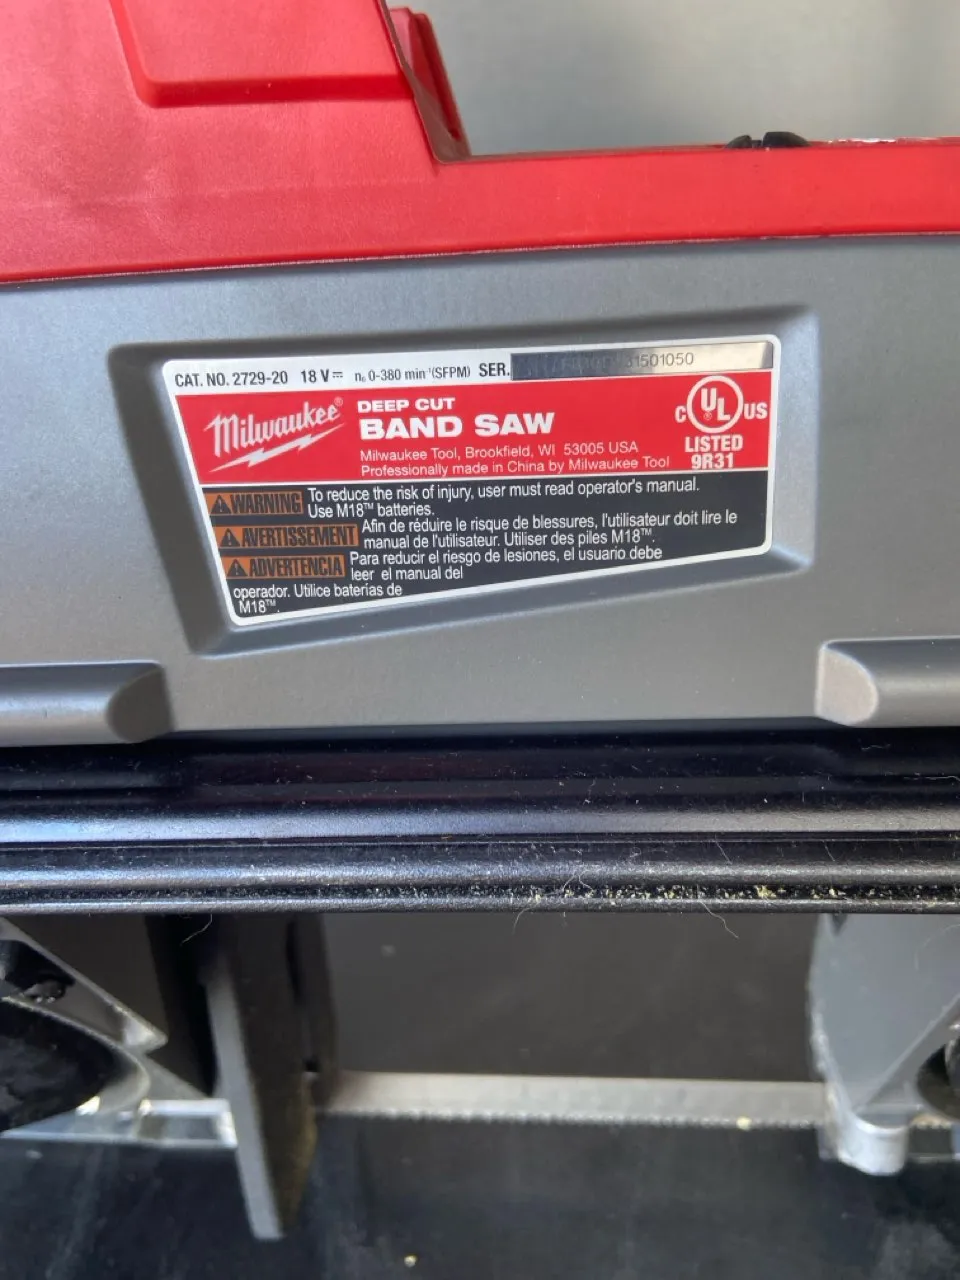 CAT. NO. 2729-20 18 V⎓ n₀ 0-380 min⁻¹(SFPM) SER. 31501050
Milwaukee®
DEEP CUT
BAND SAW
Milwaukee Tool, Brookfield, WI 53005 USA
Professionally made in China by Milwaukee Tool
C UL® US
LISTED
9R31
⚠WARNING To reduce the risk of injury, user must read operator's manual.
Use M18™ batteries.
⚠AVERTISSEMENT Afin de réduire le risque de blessures, l'utilisateur doit lire le
manual de l'utilisateur. Utiliser des piles M18™.
⚠ADVERTENCIA Para reducir el riesgo de lesiones, el usuario debe
leer el manual del
operador. Utilice baterías de
M18™.